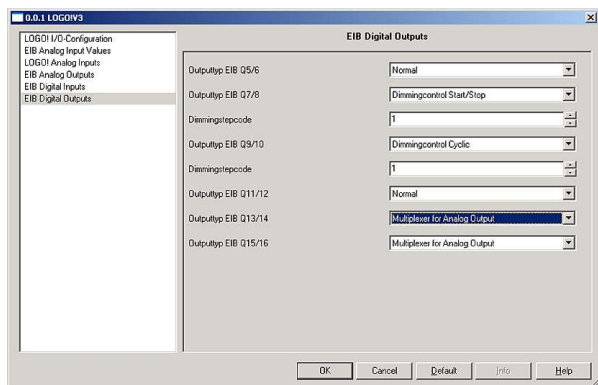 0.0.1 LOGO!V3
LOGO! I/O-Configuration
EIB Analog Input Values
LOGO! Analog Inputs
EIB Analog Outputs
EIB Digital Inputs
EIB Digital Outputs
EIB Digital Outputs
Outputtyp EIB Q5/6 Normal
Outputtyp EIB Q7/8 Dimmingcontrol Start/Stop
Dimmingstepcode 1
Outputtyp EIB Q9/10 Dimmingcontrol Cyclic
Dimmingstepcode 1
Outputtyp EIB Q11/12 Normal
Outputtyp EIB Q13/14 Multiplexer for Analog Output
Outputtyp EIB Q15/16 Multiplexer for Analog Output
OK Cancel Default Info Help